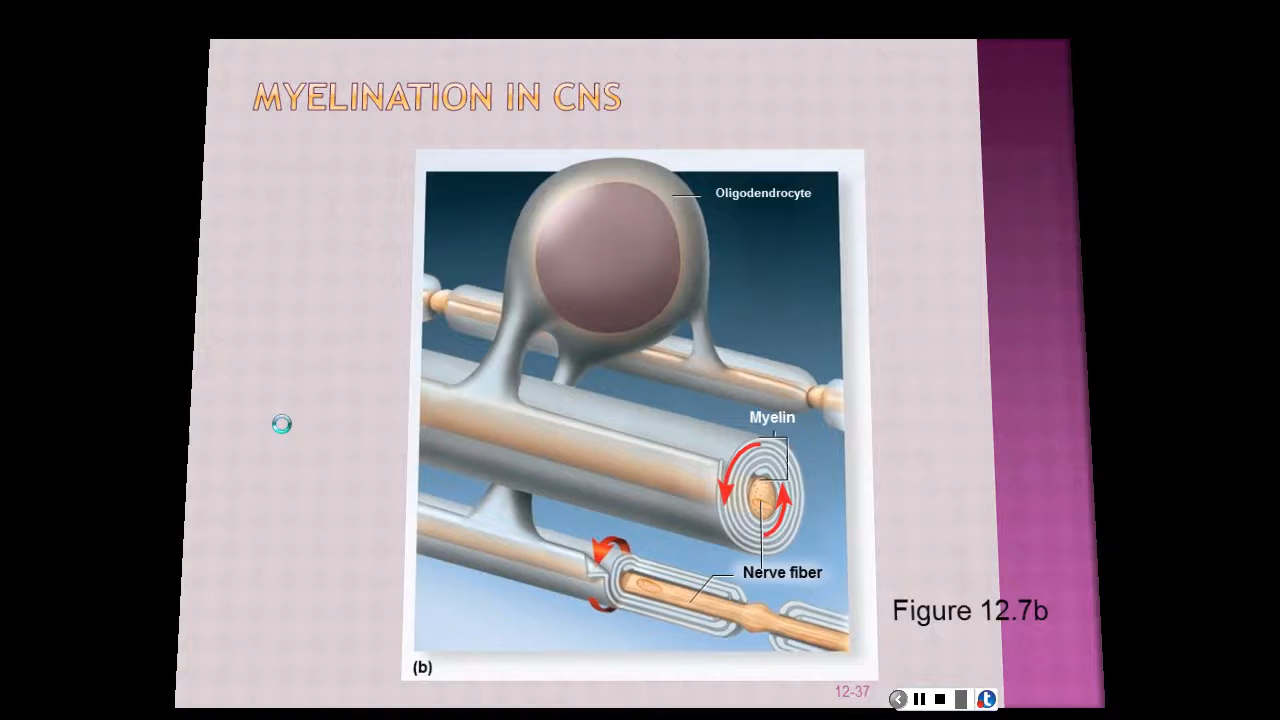 MYELINATION IN CNS
Oligodendrocyte
Myelin
Nerve fiber
Figure 12.7b
(b)
12-37
t